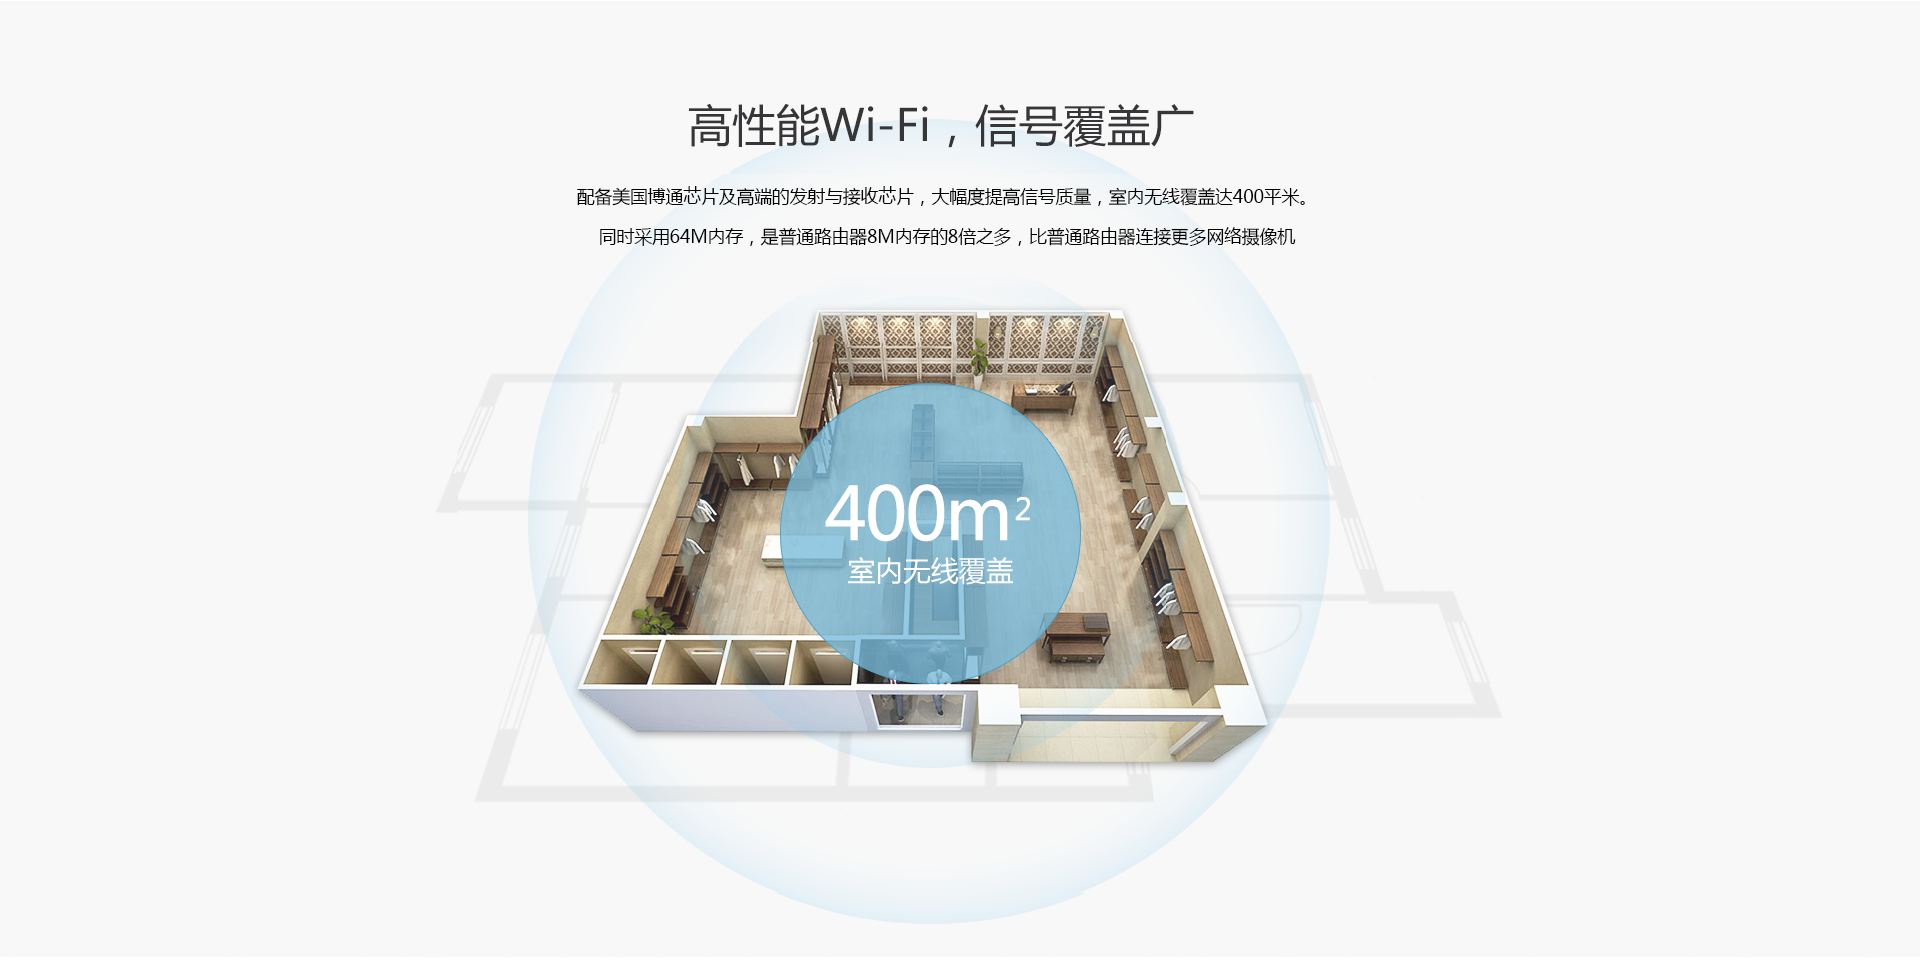 高性能Wi-Fi，信号覆盖广
配备美国博通芯片及高端的发射与接收芯片，大幅度提高信号质量，室内无线覆盖达400平米。
同时采用64M内存，是普通路由器8M内存的8倍之多，比普通路由器连接更多网络摄像机
400m²
室内无线覆盖